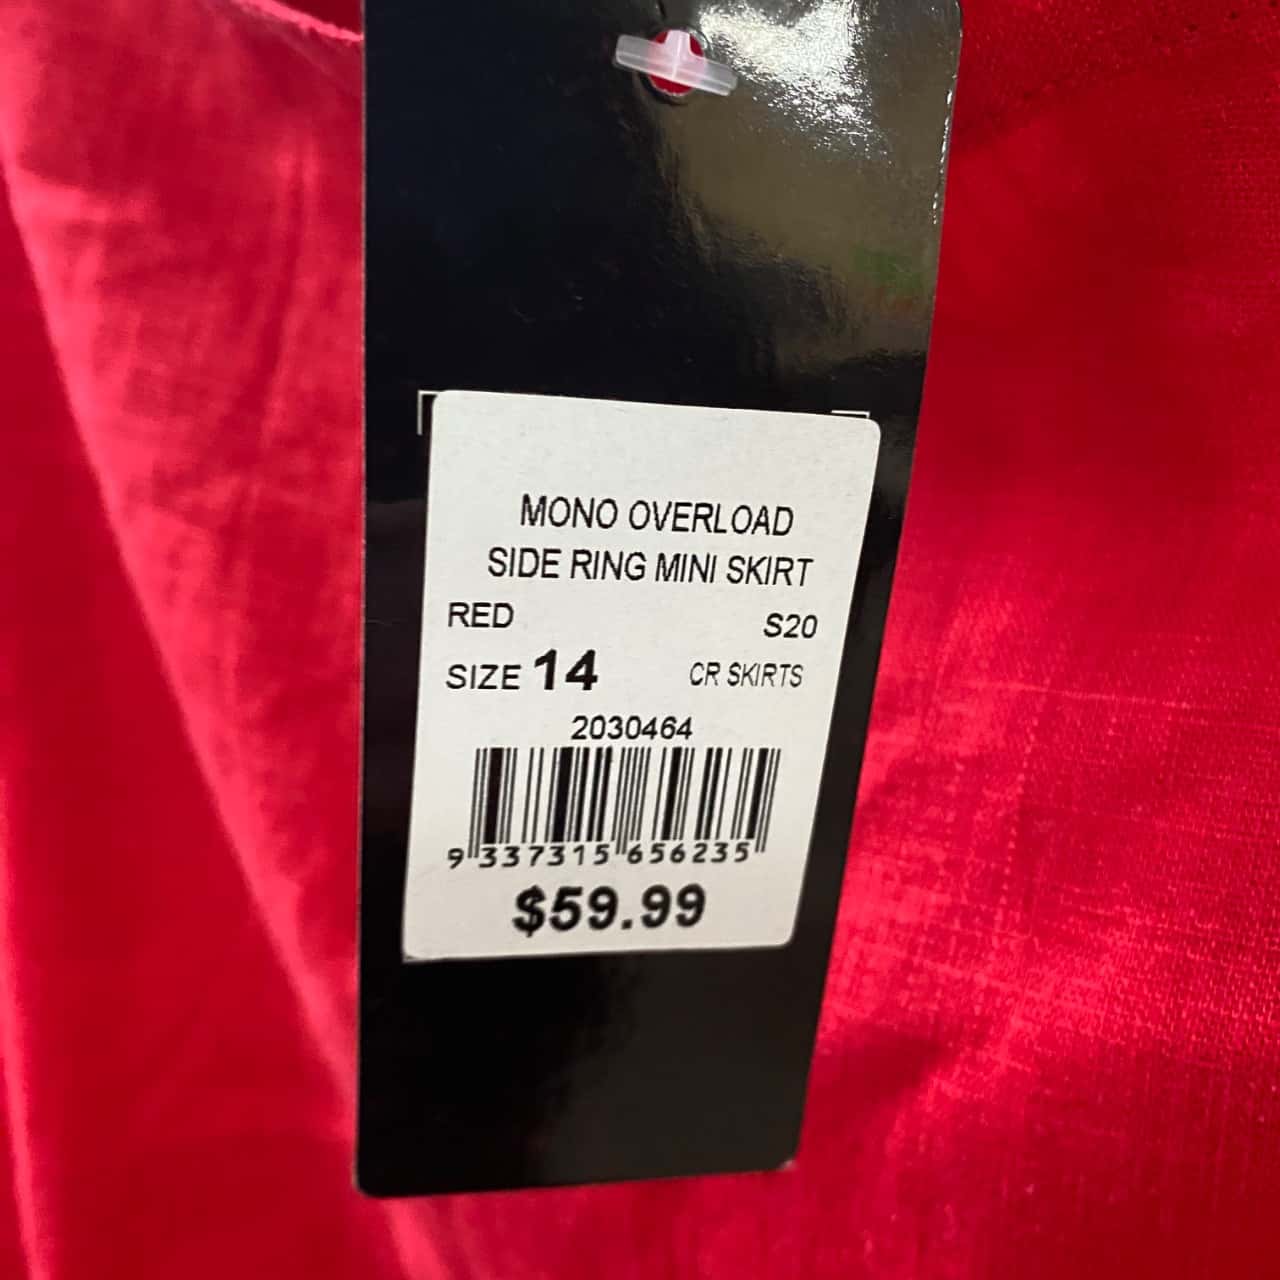 MONO OVERLOAD
SIDE RING MINI SKIRT
RED S20
SIZE 14 CR SKIRTS
2030464
9 337315 656235
$59.99